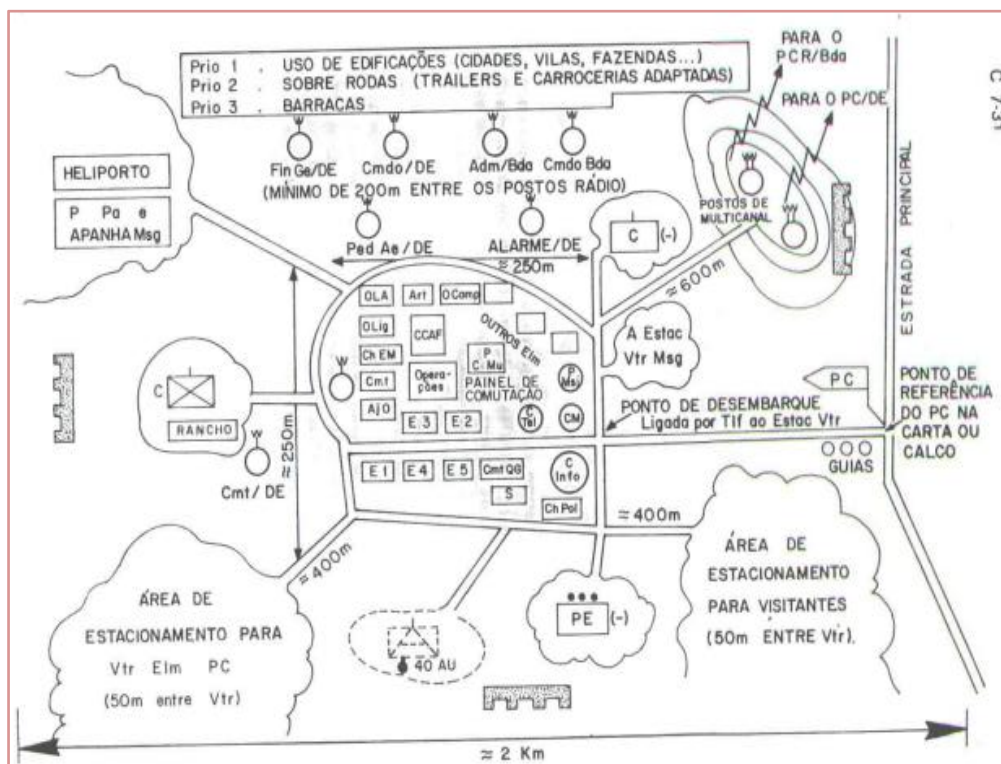 Prio 1 . USO DE EDIFICAÇÕES (CIDADES, VILAS, FAZENDAS...)
Prio 2 . SOBRE RODAS (TRAILERS E CARROCERIAS ADAPTADAS)
Prio 3 . BARRACAS
PARA O
PCR/Bda
PARA O PC/DE
C 7-31
Fin Ge/DE
Cmdo/DE
Adm/Bda
Cmdo Bda
(MÍNIMO DE 200m ENTRE OS POSTOS RÁDIO)
HELIPORTO
P Pa e
APANHA Msg
Ped Ae/DE
ALARME/DE
≈250m
C (-)
POSTOS DE
MULTICANAL
≈600m
ESTRADA PRINCIPAL
OLA
Art
O Comp
OUTROS Elm
O Lig
CCAF
Ch EM
P
C Mu
Cmt
Opera-
ções
PAINEL DE
COMUTAÇÃO
P
Msj
Aj O
E 3
E 2
C
Tel
CM
A Estac
Vtr Msg
PC
PONTO DE
REFERÊNCIA
DO PC NA
CARTA OU
CALCO
PONTO DE DESEMBARQUE
Ligada por Tlf ao Estac Vtr
GUIAS
C
RANCHO
Cmt/DE
≈250m
E 1
E 4
E 5
Cmt QG
S
C
Info
Ch Pol
≈400m
≈400m
ÁREA DE
ESTACIONAMENTO PARA
Vtr Elm PC
(50m entre Vtr)
40 AU
PE (-)
ÁREA DE
ESTACIONAMENTO
PARA VISITANTES
(50m ÉNTRE Vtr).
≈ 2 Km